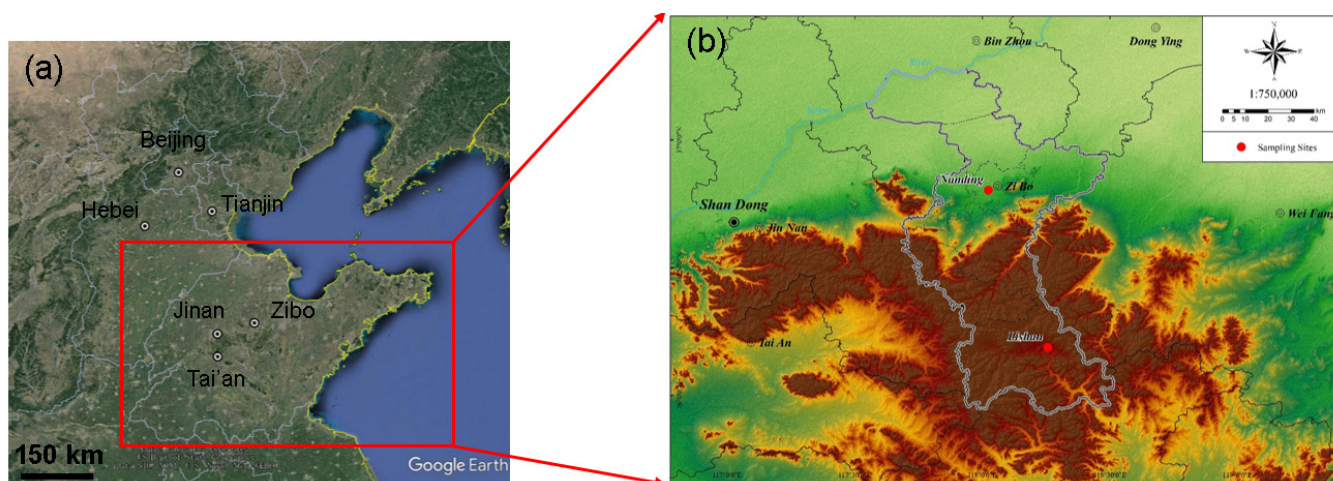 (a)
Beijing
Hebei
Tianjin
Jinan
Zibo
Tai'an
150 km
Google Earth
(b)
Bin Zhou
Dong Ying
River
1:750,000
0 5 10 20 30 40
km
Sampling Sites
Nanding
Zi Bo
Shan Dong
Jin Nan
Wei Fang
Tai An
Lishan